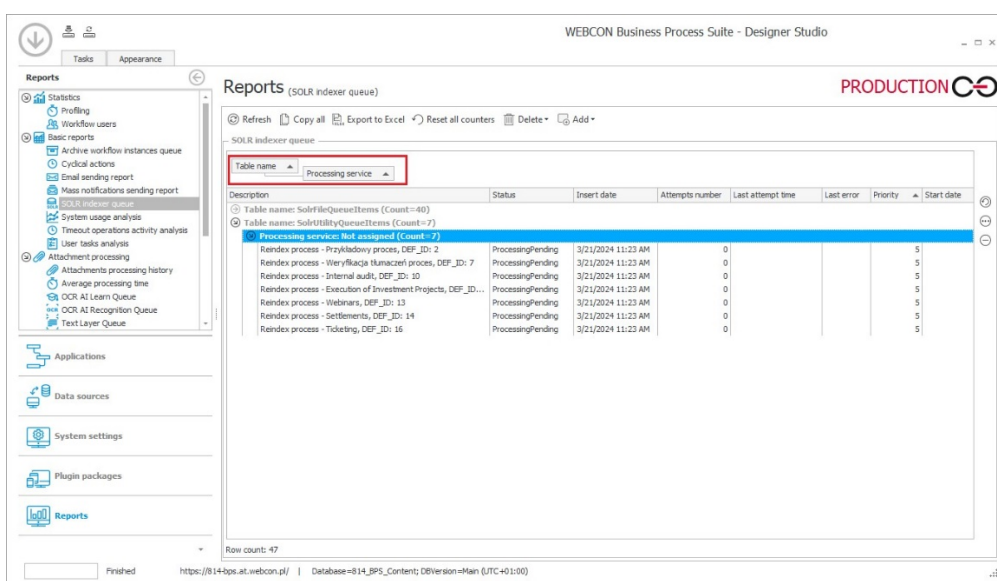 WEBCON Business Process Suite - Designer Studio
Tasks Appearance
Reports
Statistics
Profiling
Workflow users
Basic reports
Archive workflow instances queue
Cyclical actions
Email sending report
Mass notifications sending report
SOLR indexer queue
System usage analysis
Timeout operations activity analysis
User tasks analysis
Attachment processing
Attachments processing history
Average processing time
OCR AI Learn Queue
OCR AI Recognition Queue
Text Layer Queue
Applications
Data sources
System settings
Plugin packages
Reports
Reports (SOLR indexer queue)
PRODUCTION
Refresh Copy all Export to Excel Reset all counters Delete Add
SOLR indexer queue
Table name
Processing service
Description Status Insert date Attempts number Last attempt time Last error Priority Start date
Table name: SolrFileQueueItems (Count=40)
Table name: SolrUtilityQueueItems (Count=7)
Processing service: Not assigned (Count=7)
Reindex process - Przykładowy proces, DEF_ID: 2 ProcessingPending 3/21/2024 11:23 AM 0 5
Reindex process - Weryfikacja tłumaczeń proces, DEF_ID: 7 ProcessingPending 3/21/2024 11:23 AM 0 5
Reindex process - Internal audit, DEF_ID: 10 ProcessingPending 3/21/2024 11:23 AM 0 5
Reindex process - Execution of Investment Projects, DEF_ID... ProcessingPending 3/21/2024 11:23 AM 0 5
Reindex process - Webinars, DEF_ID: 13 ProcessingPending 3/21/2024 11:23 AM 0 5
Reindex process - Settlements, DEF_ID: 14 ProcessingPending 3/21/2024 11:23 AM 0 5
Reindex process - Ticketing, DEF_ID: 16 ProcessingPending 3/21/2024 11:23 AM 0 5
Row count: 47
Finished https://814-bps.at.webcon.pl/ | Database=814_BPS_Content; DBVersion=Main (UTC+01:00)